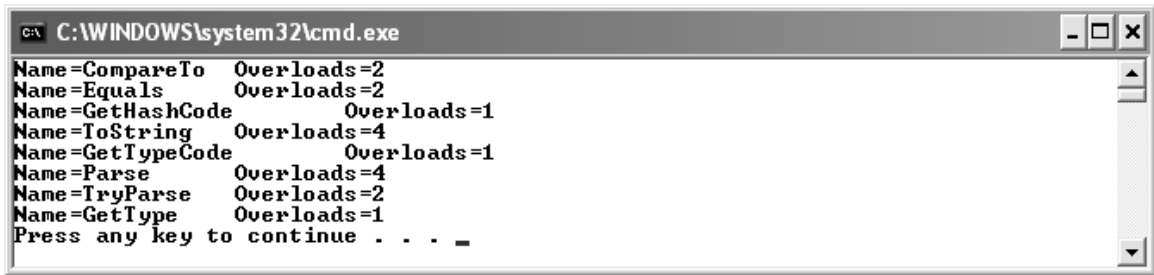 C:\WINDOWS\system32\cmd.exe
Name=CompareTo  Overloads=2
Name=Equals     Overloads=2
Name=GetHashCode        Overloads=1
Name=ToString   Overloads=4
Name=GetTypeCode        Overloads=1
Name=Parse      Overloads=4
Name=TryParse   Overloads=2
Name=GetType    Overloads=1
Press any key to continue . . . _